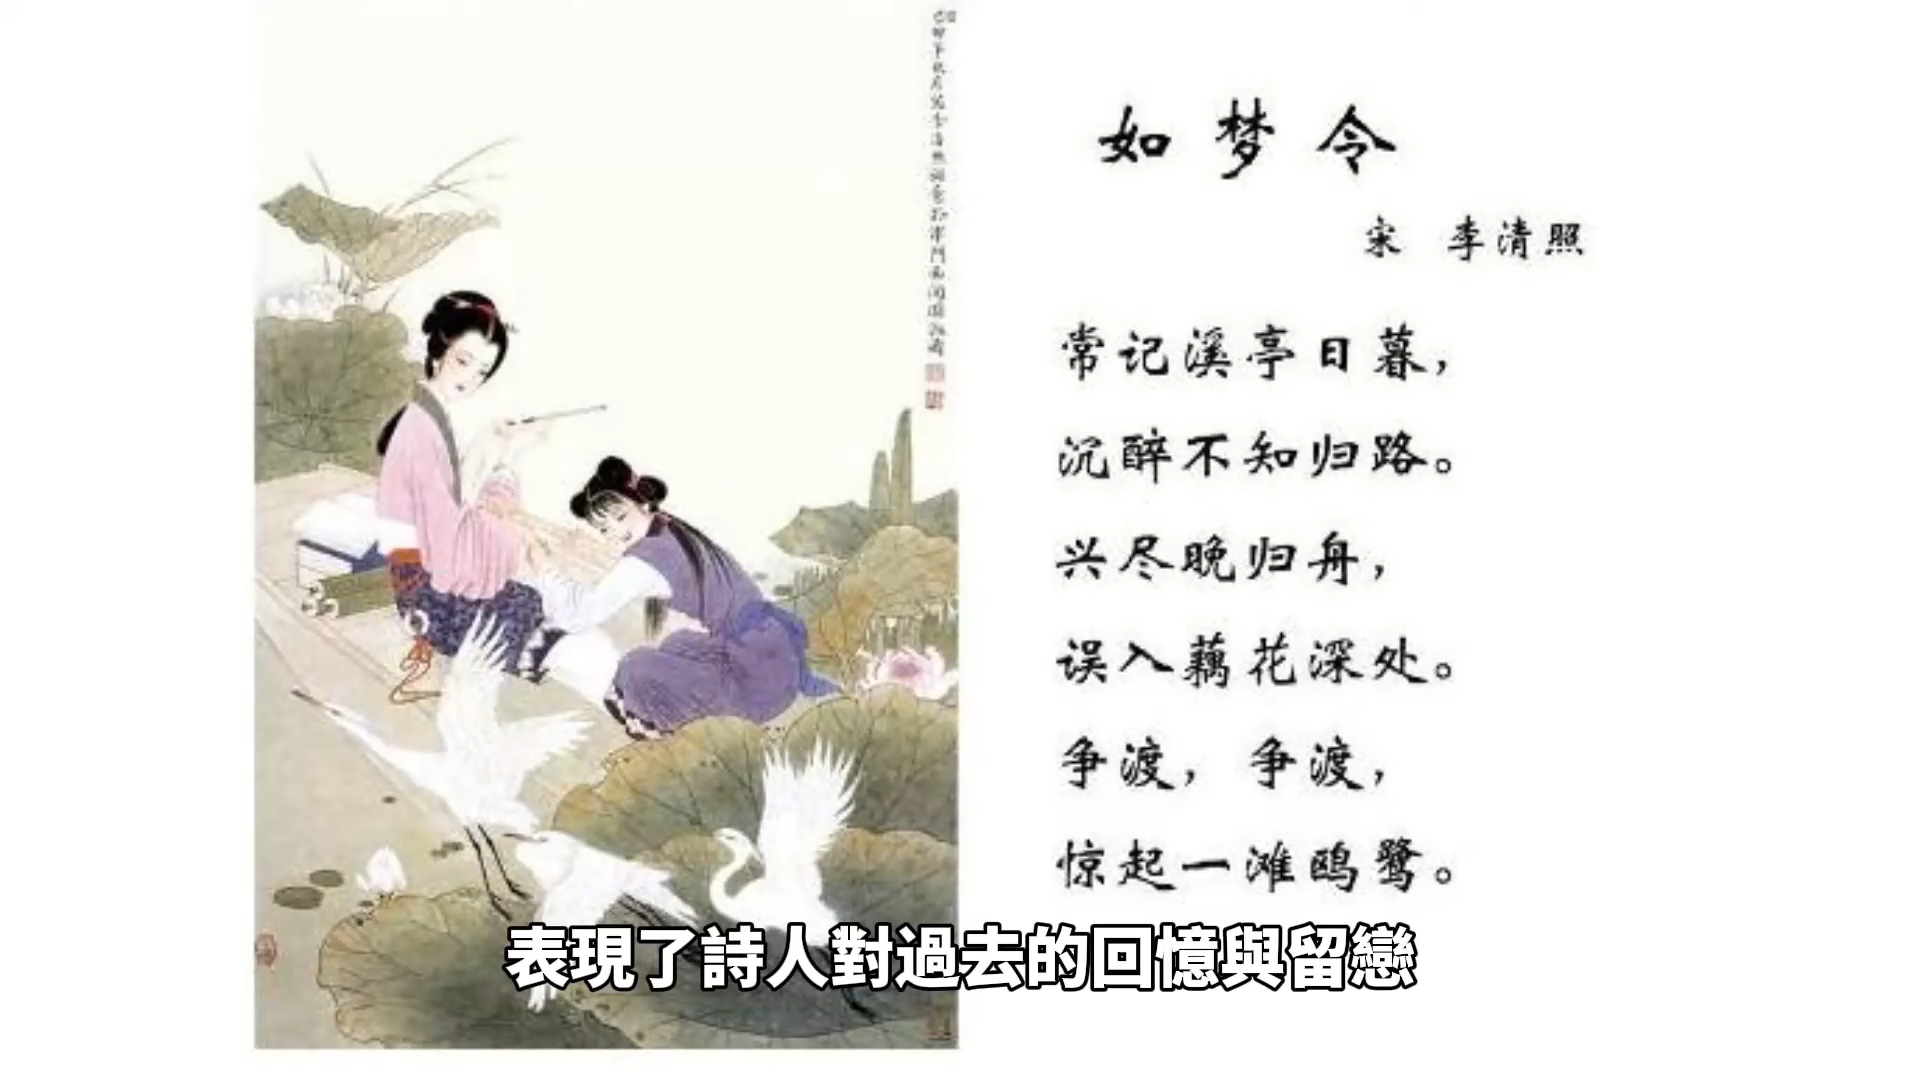 如梦令
宋 李清照
常记溪亭日暮，
沉醉不知归路。
兴尽晚归舟，
误入藕花深处。
争渡，争渡，
惊起一滩鸥鹭。
表現了詩人對過去的回憶與留戀